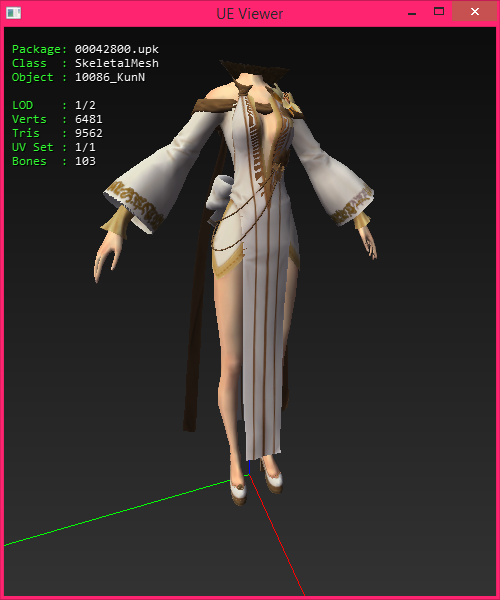 UE Viewer
Package: 00042800.upk
Class  : SkeletalMesh
Object : 10086_KunN
LOD    : 1/2
Verts  : 6481
Tris   : 9562
UV Set : 1/1
Bones  : 103